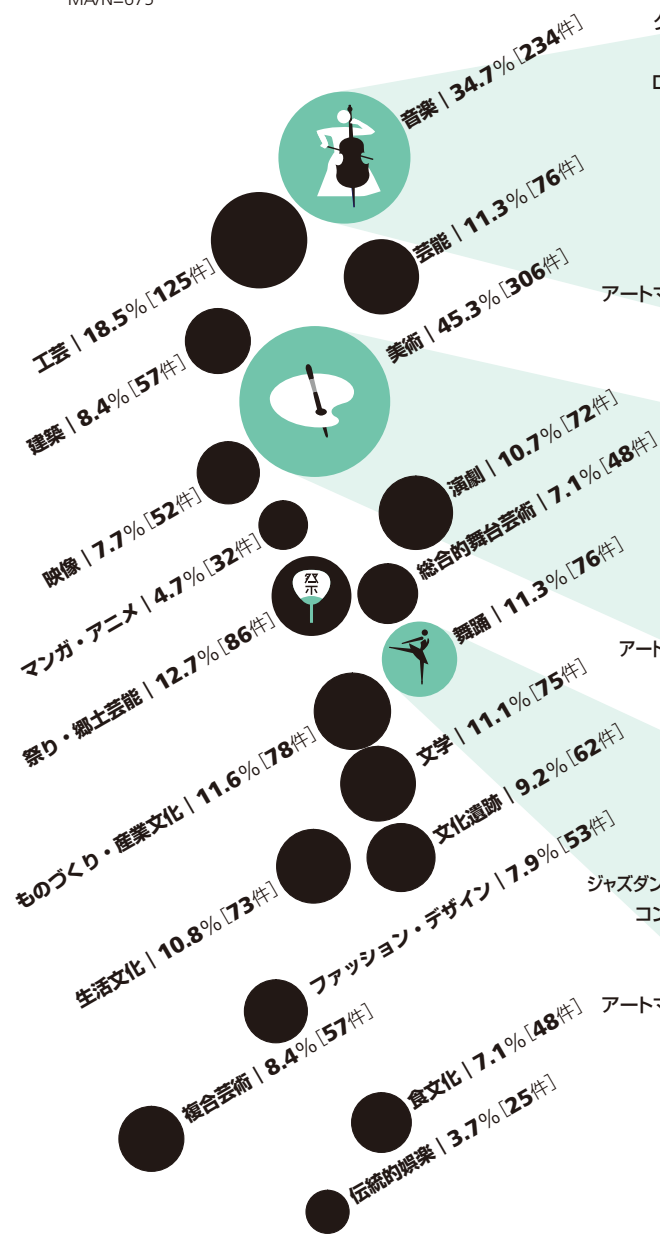 MA/N=675
音楽｜34.7％［234件］
芸能｜11.3％［76件］
工芸｜18.5％［125件］
アートマ
美術｜45.3％［306件］
建築｜8.4％［57件］
演劇｜10.7％［72件］
総合的舞台芸術｜7.1％［48件］
映像｜7.7％［52件］
マンガ・アニメ｜4.7％［32件］
祭
舞踊｜11.3％［76件］
アート
祭り・郷土芸能｜12.7％［86件］
文学｜11.1％［75件］
ものづくり・産業文化｜11.6％［78件］
文化遺跡｜9.2％［62件］
ジャズダン
コン
生活文化｜10.8％［73件］
ファッション・デザイン｜7.9％［53件］
アートマ
複合芸術｜8.4％［57件］
食文化｜7.1％［48件］
伝統的娯楽｜3.7％［25件］